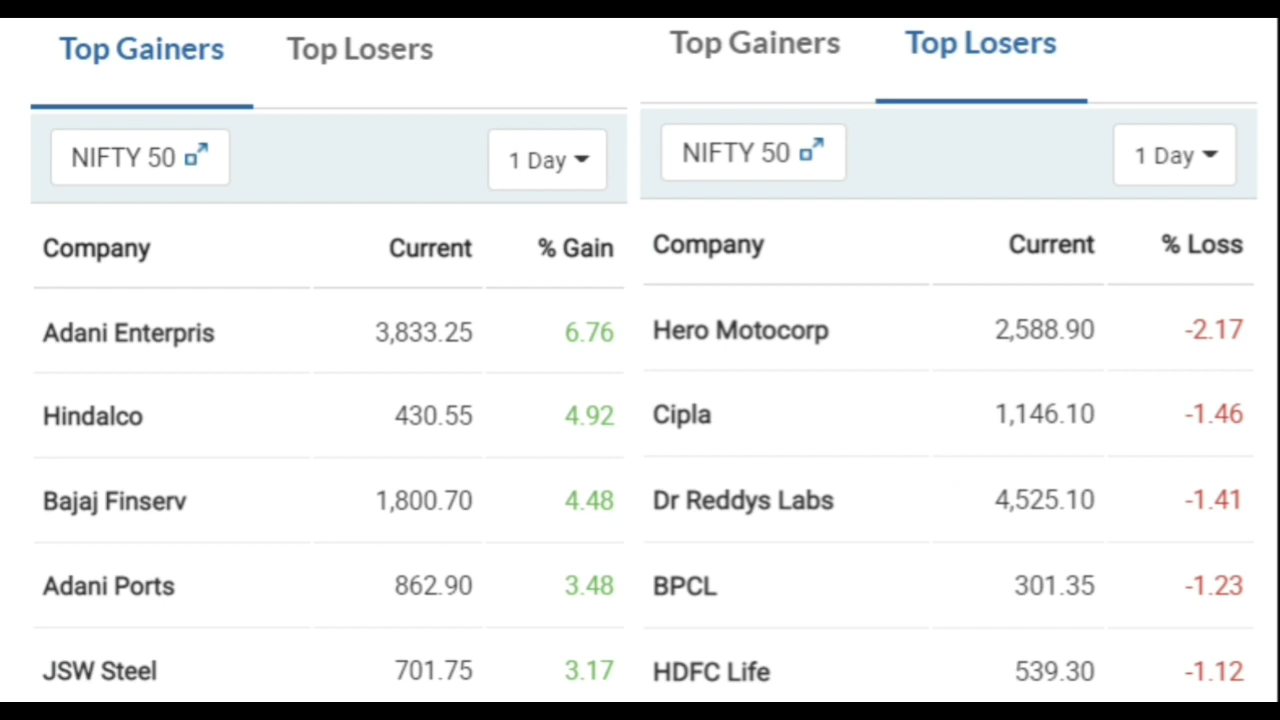 Top Gainers Top Losers
NIFTY 50 1 Day
Company Current % Gain
Adani Enterpris 3,833.25 6.76
Hindalco 430.55 4.92
Bajaj Finserv 1,800.70 4.48
Adani Ports 862.90 3.48
JSW Steel 701.75 3.17
Top Gainers Top Losers
NIFTY 50 1 Day
Company Current % Loss
Hero Motocorp 2,588.90 -2.17
Cipla 1,146.10 -1.46
Dr Reddys Labs 4,525.10 -1.41
BPCL 301.35 -1.23
HDFC Life 539.30 -1.12